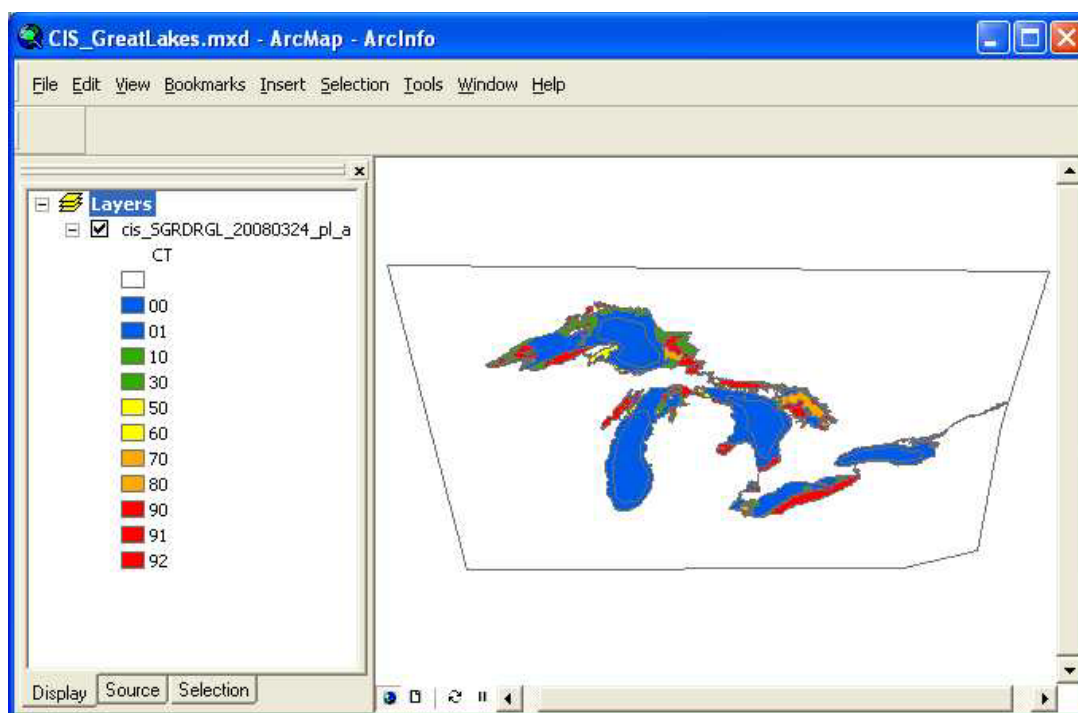 CIS_GreatLakes.mxd - ArcMap - ArcInfo
File Edit View Bookmarks Insert Selection Tools Window Help
Layers
cis_SGRDRGL_20080324_pl_a
CT
00
01
10
30
50
60
70
80
90
91
92
Display Source Selection